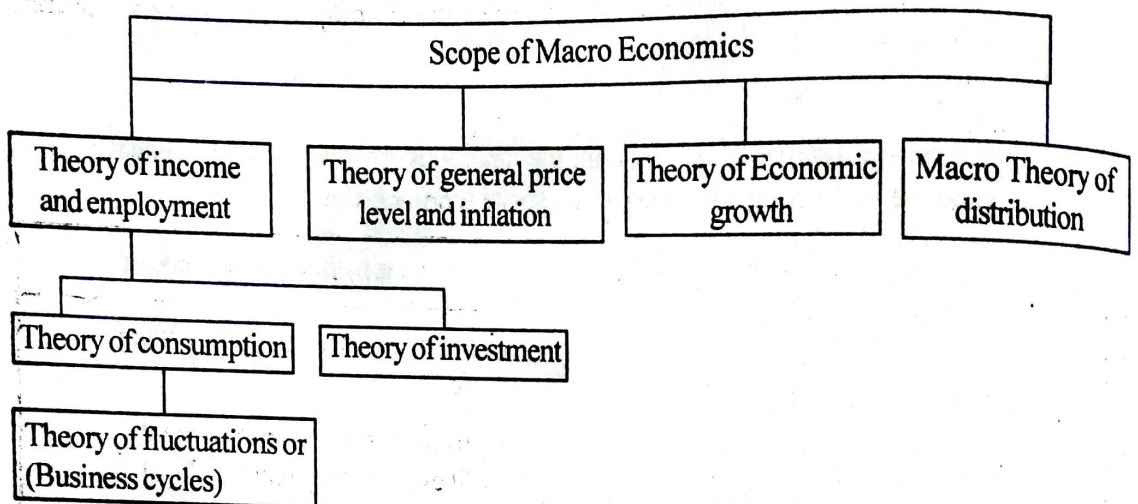 Scope of Macro Economics
Theory of income
and employment
Theory of general price
level and inflation
Theory of Economic
growth
Macro Theory of
distribution
Theory of consumption
Theory of investment
Theory of fluctuations or
(Business cycles)